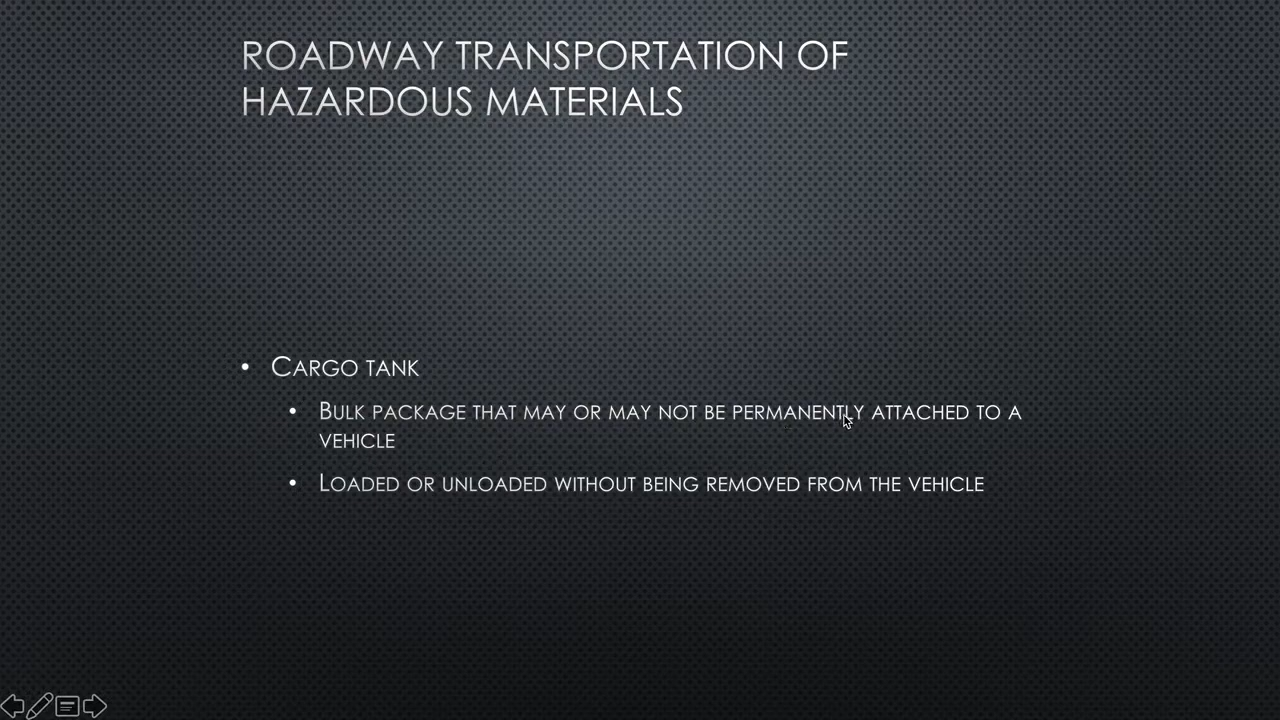 ROADWAY TRANSPORTATION OF
HAZARDOUS MATERIALS
• CARGO TANK
• BULK PACKAGE THAT MAY OR MAY NOT BE PERMANENTLY ATTACHED TO A
VEHICLE
• LOADED OR UNLOADED WITHOUT BEING REMOVED FROM THE VEHICLE